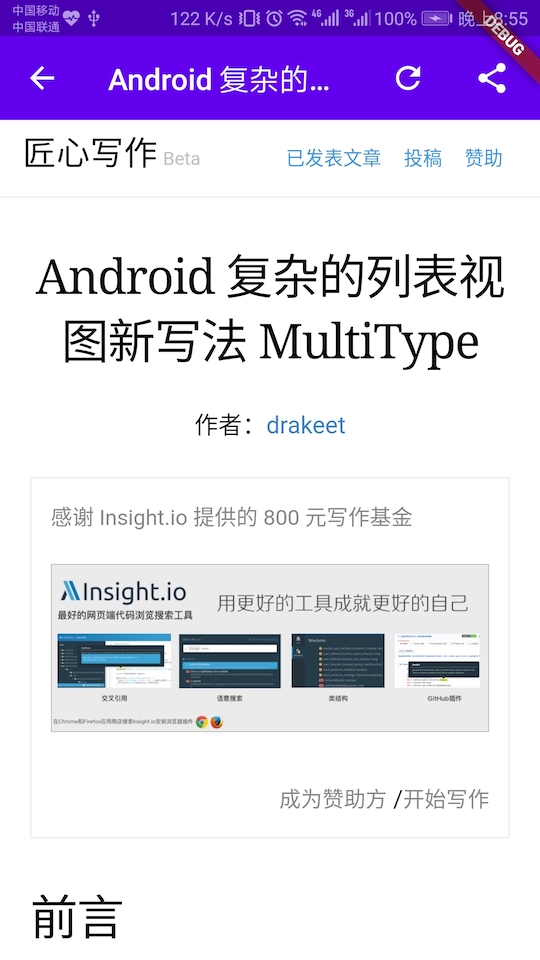 中国移动
中国联通
122 K/s 4G 3G 100% 晚上8:55
DEBUG
Android 复杂的...
匠心写作 Beta 已发表文章 投稿 赞助
Android 复杂的列表视
图新写法 MultiType
作者：drakeet
感谢 Insight.io 提供的 800 元写作基金
Insight.io
最好的网页端代码浏览搜索工具
用更好的工具成就更好的自己
交叉引用 语意搜索 类结构 GitHub插件
在Chrome和Firefox应用商店搜索Insight.io安装浏览器插件
成为赞助方 /开始写作
前言